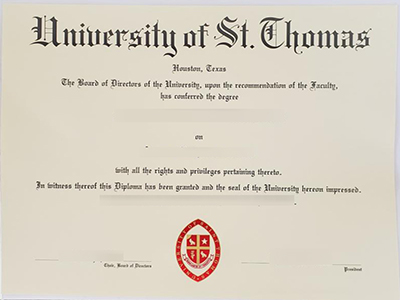 University of St. Thomas
Houston, Texas
The Board of Directors of the University, upon the recommendation of the Faculty,
has conferred the degree
on
with all the rights and privileges pertaining thereto.
In witness thereof this Diploma has been granted and the seal of the University hereon impressed.
Chair, Board of Directors
President